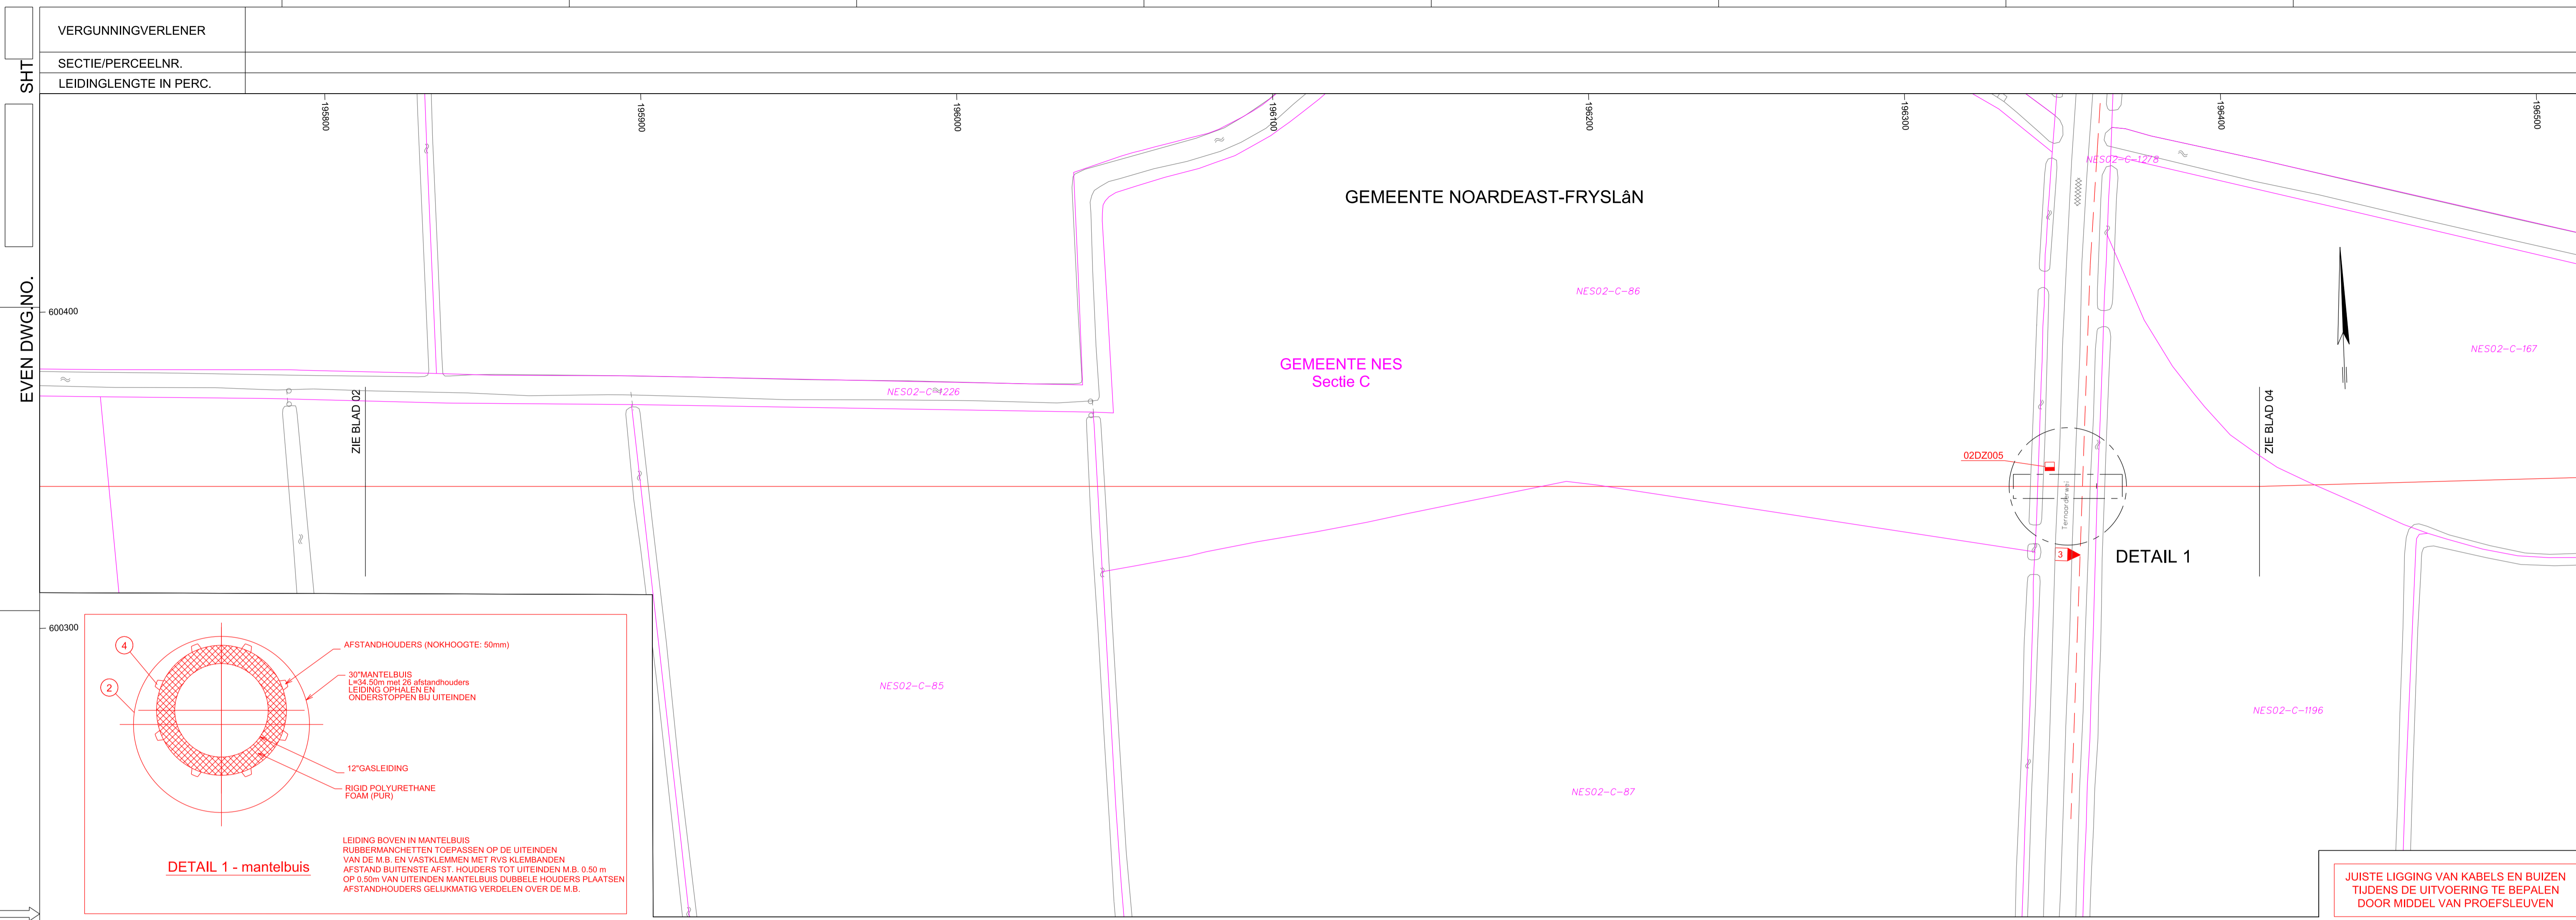 VERGUNNINGVERLENER
SECTIE/PERCEELNR.
LEIDINGLENGTE IN PERC.
SHT
EVEN DWG.NO.
195800
195900
196000
196100
196200
196300
196400
196500
600400
600300
GEMEENTE NOARDEAST-FRYSLâN
GEMEENTE NES
Sectie C
NES02-C-1278
NES02-C-86
NES02-C-167
NES02-C-1226
ZIE BLAD 02
ZIE BLAD 04
02DZ005
Ternaarderwei
3
DETAIL 1
NES02-C-85
NES02-C-1196
NES02-C-87
4
2
AFSTANDHOUDERS (NOKHOOGTE: 50mm)
30"MANTELBUIS
L=34.50m met 26 afstandhouders
LEIDING OPHALEN EN
ONDERSTOPPEN BIJ UITEINDEN
12"GASLEIDING
RIGID POLYURETHANE
FOAM (PUR)
DETAIL 1 - mantelbuis
LEIDING BOVEN IN MANTELBUIS
RUBBERMANCHETTEN TOEPASSEN OP DE UITEINDEN
VAN DE M.B. EN VASTKLEMMEN MET RVS KLEMBANDEN
AFSTAND BUITENSTE AFST. HOUDERS TOT UITEINDEN M.B. 0.50 m
OP 0.50m VAN UITEINDEN MANTELBUIS DUBBELE HOUDERS PLAATSEN
AFSTANDHOUDERS GELIJKMATIG VERDELEN OVER DE M.B.
JUISTE LIGGING VAN KABELS EN BUIZEN
TIJDENS DE UITVOERING TE BEPALEN
DOOR MIDDEL VAN PROEFSLEUVEN